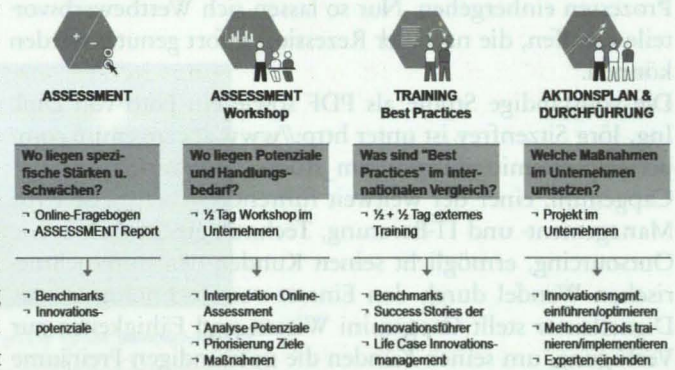 ASSESSMENT
Wo liegen spezi-
fische Stärken u.
Schwächen?
¬ Online-Fragebogen
¬ ASSESSMENT Report
¬ Benchmarks
¬ Innovations-
potenziale
ASSESSMENT
Workshop
Wo liegen Potenziale
und Handlungs-
bedarf?
¬ ½ Tag Workshop im
Unternehmen
¬ Interpretation Online
Assessment
¬ Analyse Potenziale
¬ Priorisierung Ziele
¬ Maßnahmen
TRAINING
Best Practices
Was sind "Best
Practices" im inter-
nationalen Vergleich?
¬ ½ + ½ Tag externes
Training
¬ Benchmarks
¬ Success Stories der
Innovationsführer
¬ Life Case Innovations-
management
AKTIONSPLAN &
DURCHFÜHRUNG
Welche Maßnahmen
im Unternehmen
umsetzen?
¬ Projekt im
Unternehmen
¬ Innovationsmgmt.
einführen/optimieren
¬ Methoden/Tools trai-
nieren/implementieren
¬ Experten einbinden